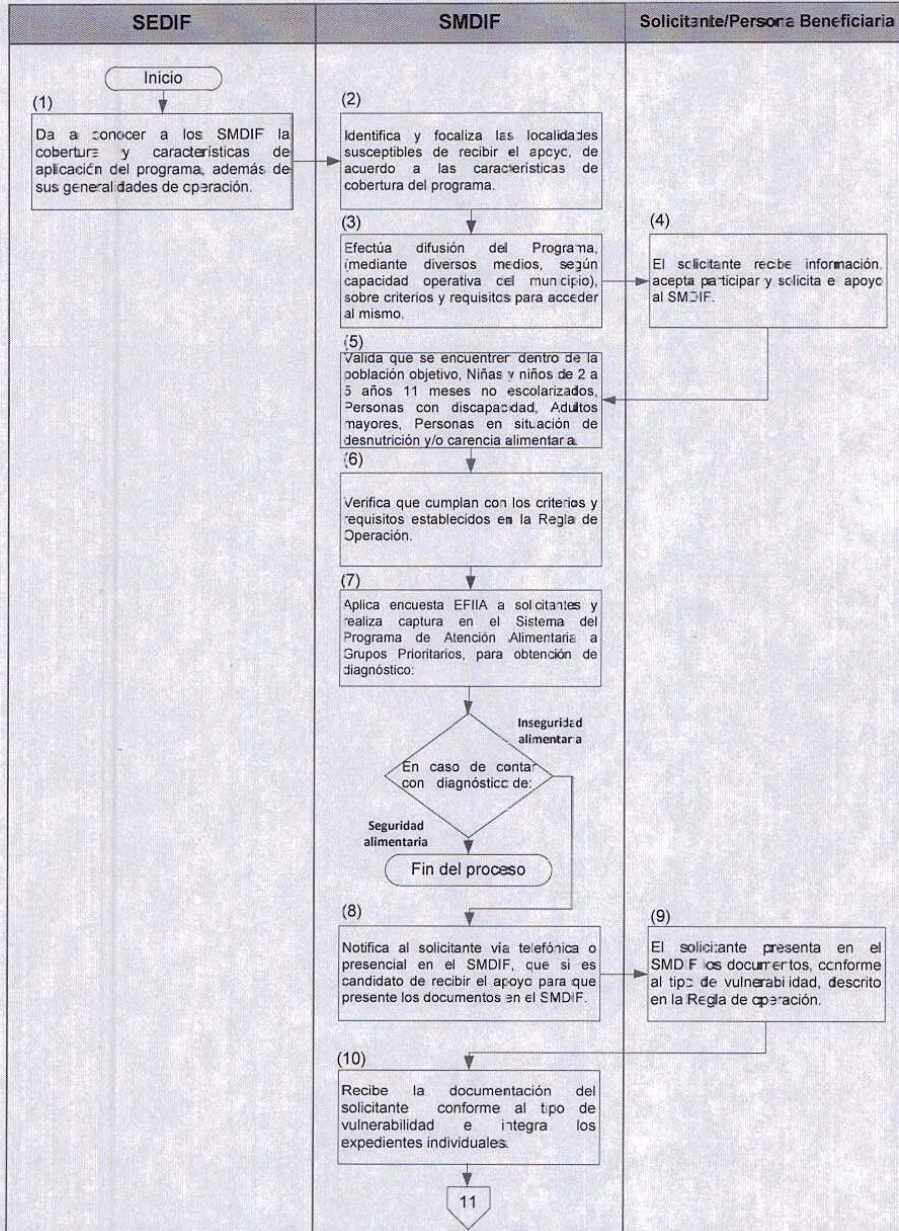 SEDIF
SMDIF
Solicitante/Persona Beneficiaria
Inicio
(1)
Da a conocer a los SMDIF la
cobertura y características de
aplicación del programa, además de
sus generalidades de operación.
(2)
Identifica y focaliza las localidades
susceptibles de recibir el apoyo, de
acuerdo a las características de
cobertura del programa.
(3)
Efectúa difusión del Programa,
(mediante diversos medios, según
capacidad operativa del municipio),
sobre criterios y requisitos para acceder
al mismo.
(4)
El solicitante recibe información,
acepta participar y solicita el apoyo
al SMDIF.
(5)
Valida que se encuentren dentro de la
población objetivo, Niñas y niños de 2 a
5 años 11 meses no escolarizados,
Personas con discapacidad, Adultos
mayores, Personas en situación de
desnutrición y/o carencia alimentaria.
(6)
Verifica que cumplan con los criterios y
requisitos establecidos en la Regla de
Operación.
(7)
Aplica encuesta EFIIA a solicitantes y
realiza captura en el Sistema del
Programa de Atención Alimentaria a
Grupos Prioritarios, para obtención de
diagnóstico:
Inseguridad
alimentaria
En caso de contar
con diagnóstico de:
Seguridad
alimentaria
Fin del proceso
(8)
Notifica al solicitante vía telefónica o
presencial en el SMDIF, que si es
candidato de recibir el apoyo para que
presente los documentos en el SMDIF.
(9)
El solicitante presenta en el
SMDIF los documentos, conforme
al tipo de vulnerabilidad, descrito
en la Regla de operación.
(10)
Recibe la documentación del
solicitante conforme al tipo de
vulnerabilidad e integra los
expedientes individuales.
11